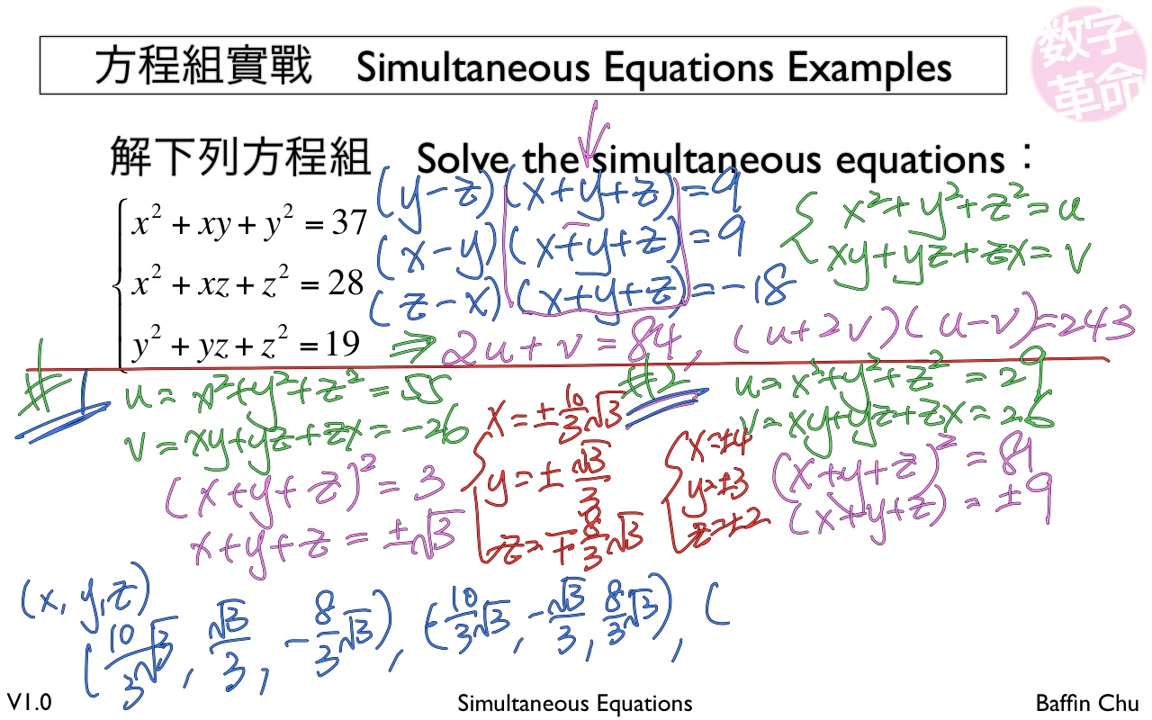 数字
革命
方程組實戰 Simultaneous Equations Examples
解下列方程組 Solve the simultaneous equations：
x² + xy + y² = 37
x² + xz + z² = 28
y² + yz + z² = 19
(y-z)(x+y+z)=9
(x-y)(x+y+z)=9
(z-x)(x+y+z)=-18
x²+y²+z²=u
xy+yz+zx=v
⇒ 2u+v=84, (u+2v)(u-v)=243
#1
u=x²+y²+z²=55
v=xy+yz+zx=-26
(x+y+z)²=3
x+y+z=±√3
x=±10/3√3
y=±√3/3
z=∓8/3√3
#2
u=x²+y²+z²=29
v=xy+yz+zx=26
(x+y+z)²=81
(x+y+z)=±9
x=±4
y=±3
z=±2
(x,y,z)
(10/3√3, √3/3, -8/3√3), (-10/3√3, -√3/3, 8/3√3), (
V1.0 Simultaneous Equations Baffin Chu